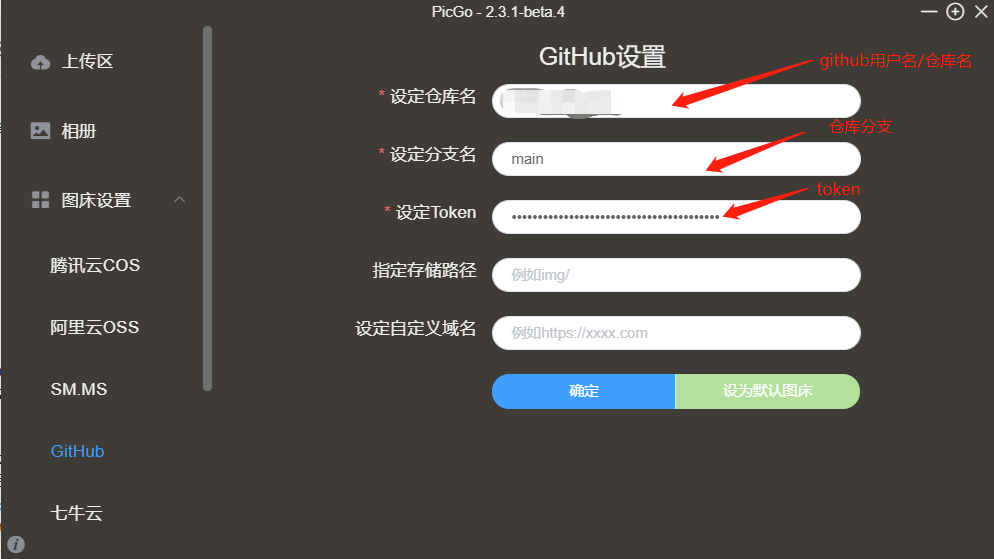 PicGo - 2.3.1-beta.4
上传区
相册
图床设置
腾讯云COS
阿里云OSS
SM.MS
GitHub
七牛云
GitHub设置
* 设定仓库名
github用户名/仓库名
* 设定分支名
main
仓库分支
* 设定Token
token
指定存储路径
例如img/
设定自定义域名
例如https://xxxx.com
确定
设为默认图床